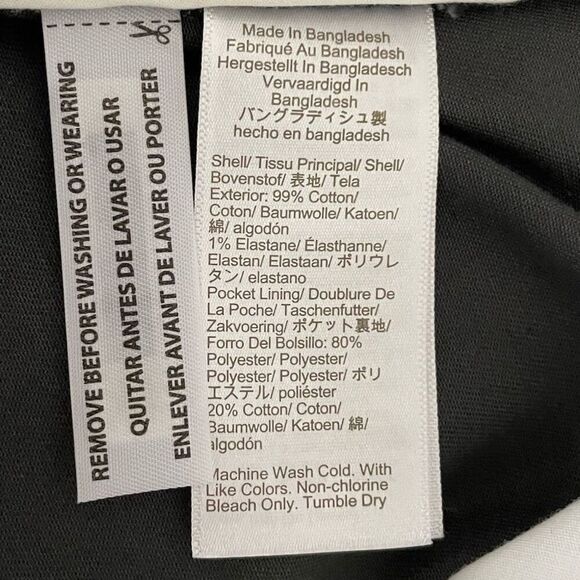 REMOVE BEFORE WASHING OR WEARING
QUITAR ANTES DE LAVAR O USAR
ENLEVER AVANT DE LAVER OU PORTER
Made In Bangladesh
Fabriqué Au Bangladesh
Hergestellt In Bangladesch
Vervaardigd In
Bangladesh
バングラディシュ製
hecho en bangladesh
Shell/ Tissu Principal/ Shell/
Bovenstof/ 表地/ Tela
Exterior: 99% Cotton/
Coton/ Baumwolle/ Katoen/
綿/ algodón
1% Elastane/ Élasthanne/
Elastan/ Elastaan/ ポリウレ
タン/ elastano
Pocket Lining/ Doublure De
La Poche/ Taschenfutter/
Zakvoering/ ポケット裏地/
Forro Del Bolsillo: 80%
Polyester/ Polyester/
Polyester/ Polyester/ ポリ
エステル/ poliéster
20% Cotton/ Coton/
Baumwolle/ Katoen/ 綿/
algodón
Machine Wash Cold. With
Like Colors. Non-chlorine
Bleach Only. Tumble Dry